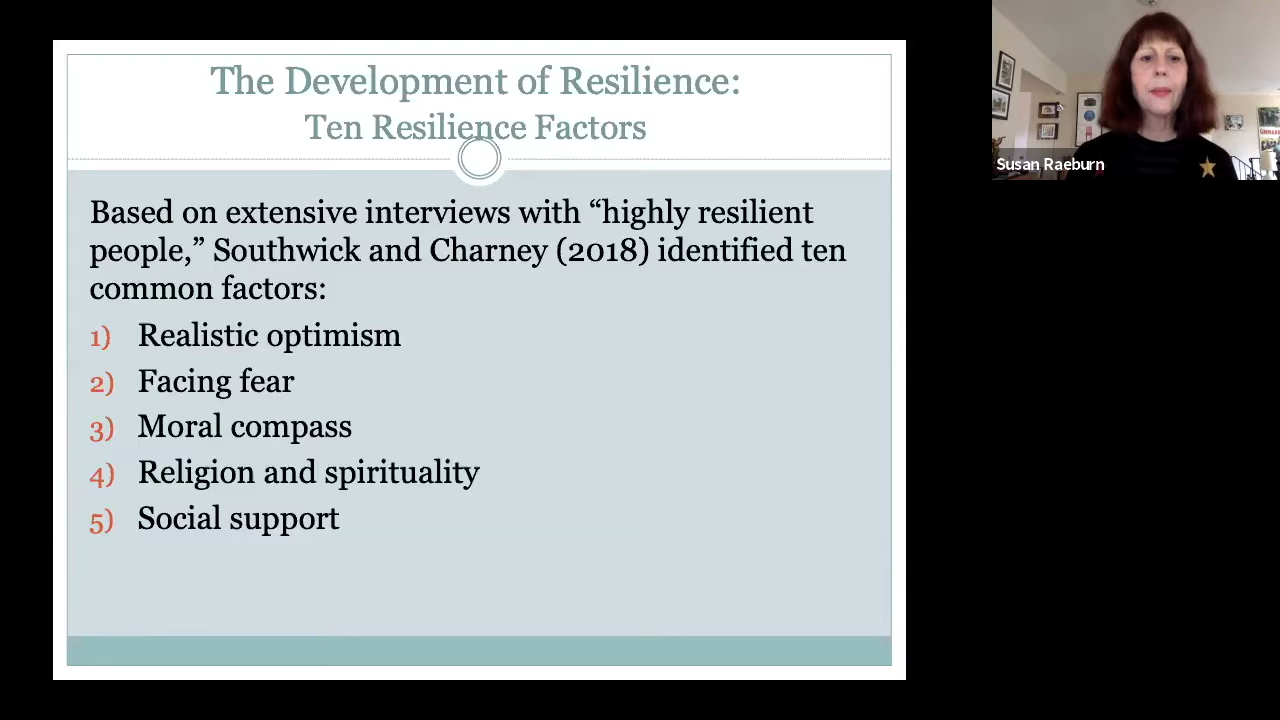 The Development of Resilience:
Ten Resilience Factors
Based on extensive interviews with “highly resilient
people,” Southwick and Charney (2018) identified ten
common factors:
1) Realistic optimism
2) Facing fear
3) Moral compass
4) Religion and spirituality
5) Social support
Susan Raeburn